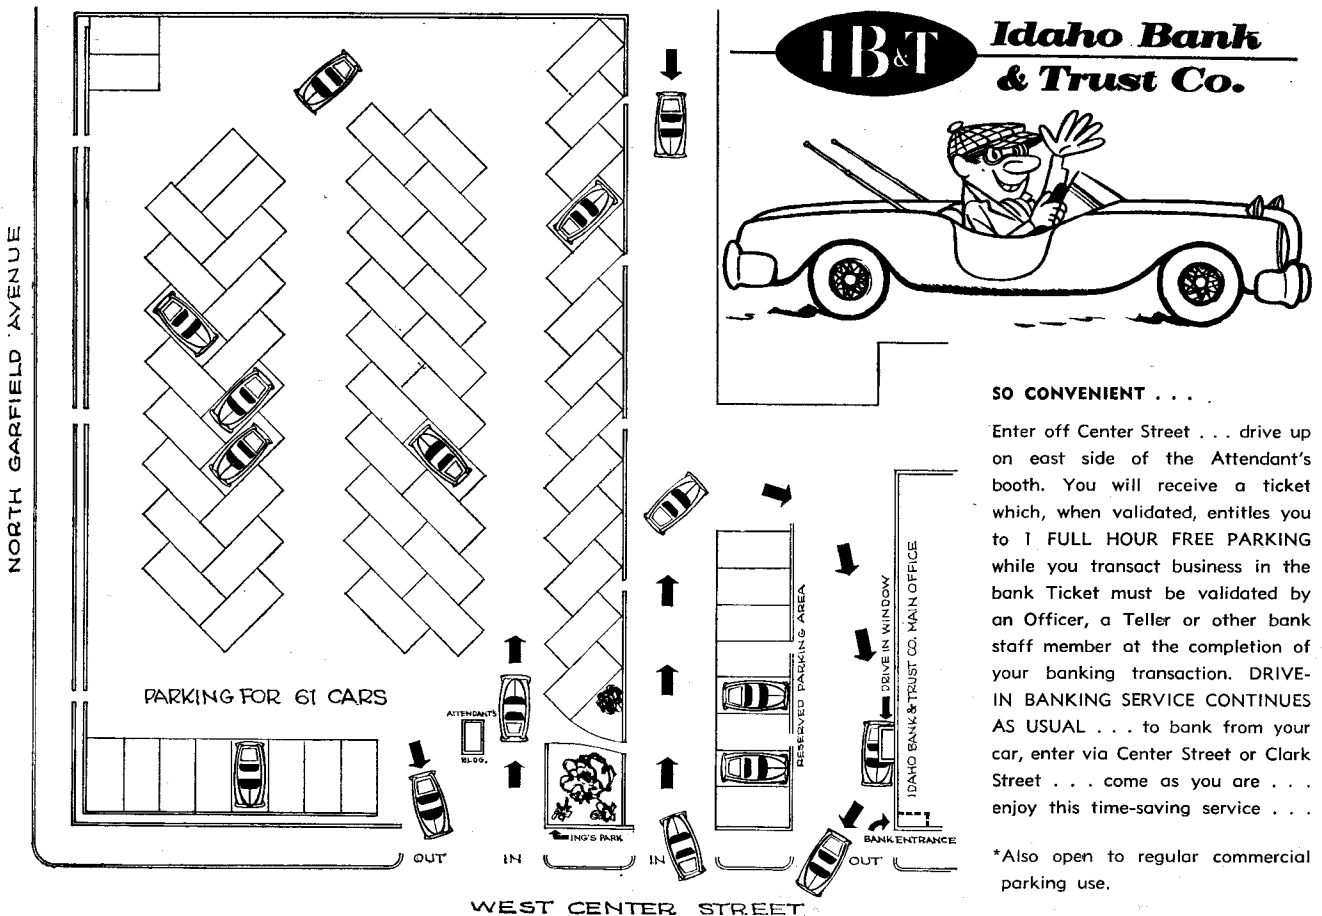 IB&T
Idaho Bank
& Trust Co.
NORTH GARFIELD AVENUE
PARKING FOR 61 CARS
ATTENDANT'S
BLDG.
OUT
IN
ING'S PARK
IN
OUT
BANK ENTRANCE
RESERVED PARKING AREA
DRIVE IN WINDOW
IDAHO BANK & TRUST CO. MAIN OFFICE
WEST CENTER STREET
SO CONVENIENT . . . .
Enter off Center Street . . . drive up
on east side of the Attendant's
booth. You will receive a ticket
which, when validated, entitles you
to 1 FULL HOUR FREE PARKING
while you transact business in the
bank Ticket must be validated by
an Officer, a Teller or other bank
staff member at the completion of
your banking transaction. DRIVE-
IN BANKING SERVICE CONTINUES
AS USUAL . . . to bank from your
car, enter via Center Street or Clark
Street . . . come as you are . . .
enjoy this time-saving service . . .
*Also open to regular commercial
parking use.